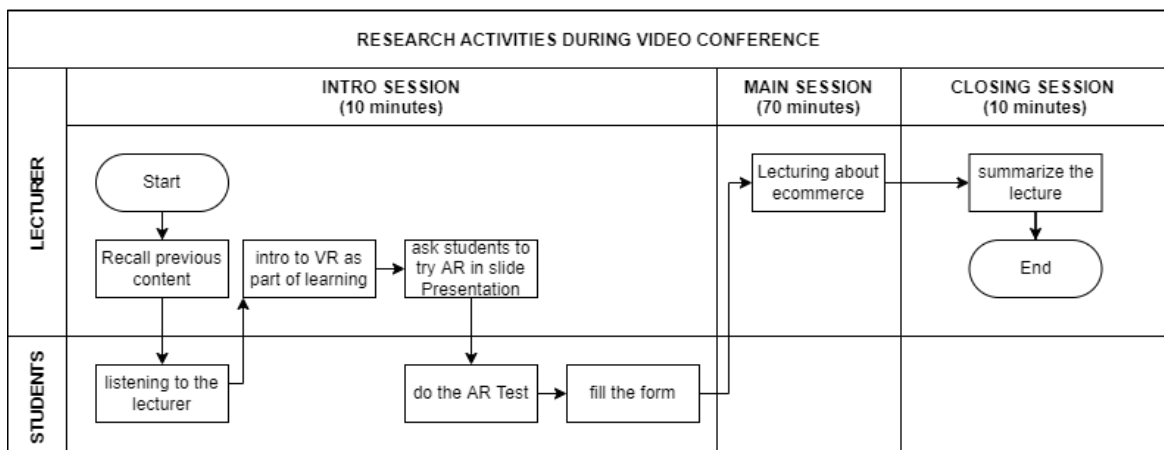 RESEARCH ACTIVITIES DURING VIDEO CONFERENCE
INTRO SESSION
(10 minutes)
MAIN SESSION
(70 minutes)
CLOSING SESSION
(10 minutes)
LECTURER
Start
Recall previous
content
intro to VR as
part of learning
ask students to
try AR in slide
Presentation
Lecturing about
ecommerce
summarize the
lecture
End
STUDENTS
listening to the
lecturer
do the AR Test
fill the form